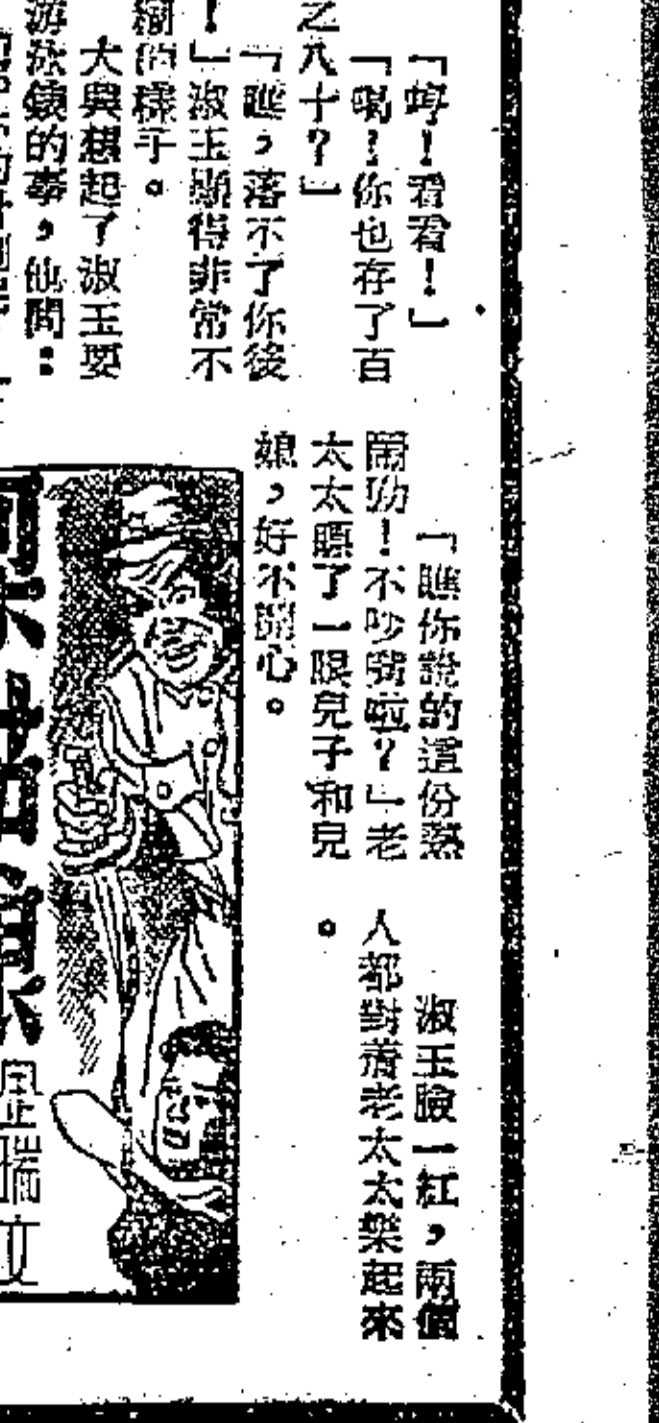 「哼！看看！」
「喝！你也存了百
之八十？」
「瞧，落不了你後
！」淑玉顯得非常不
的樣子。
大興想起了淑玉要
游泳錶的事，他問：
「瞧你說的這份熱
鬧勁！不吵嘴啦？」老
太太瞟了一眼兒子和兒
媳，好不開心。
淑玉臉一紅，兩個
人都對着老太太樂起來
。